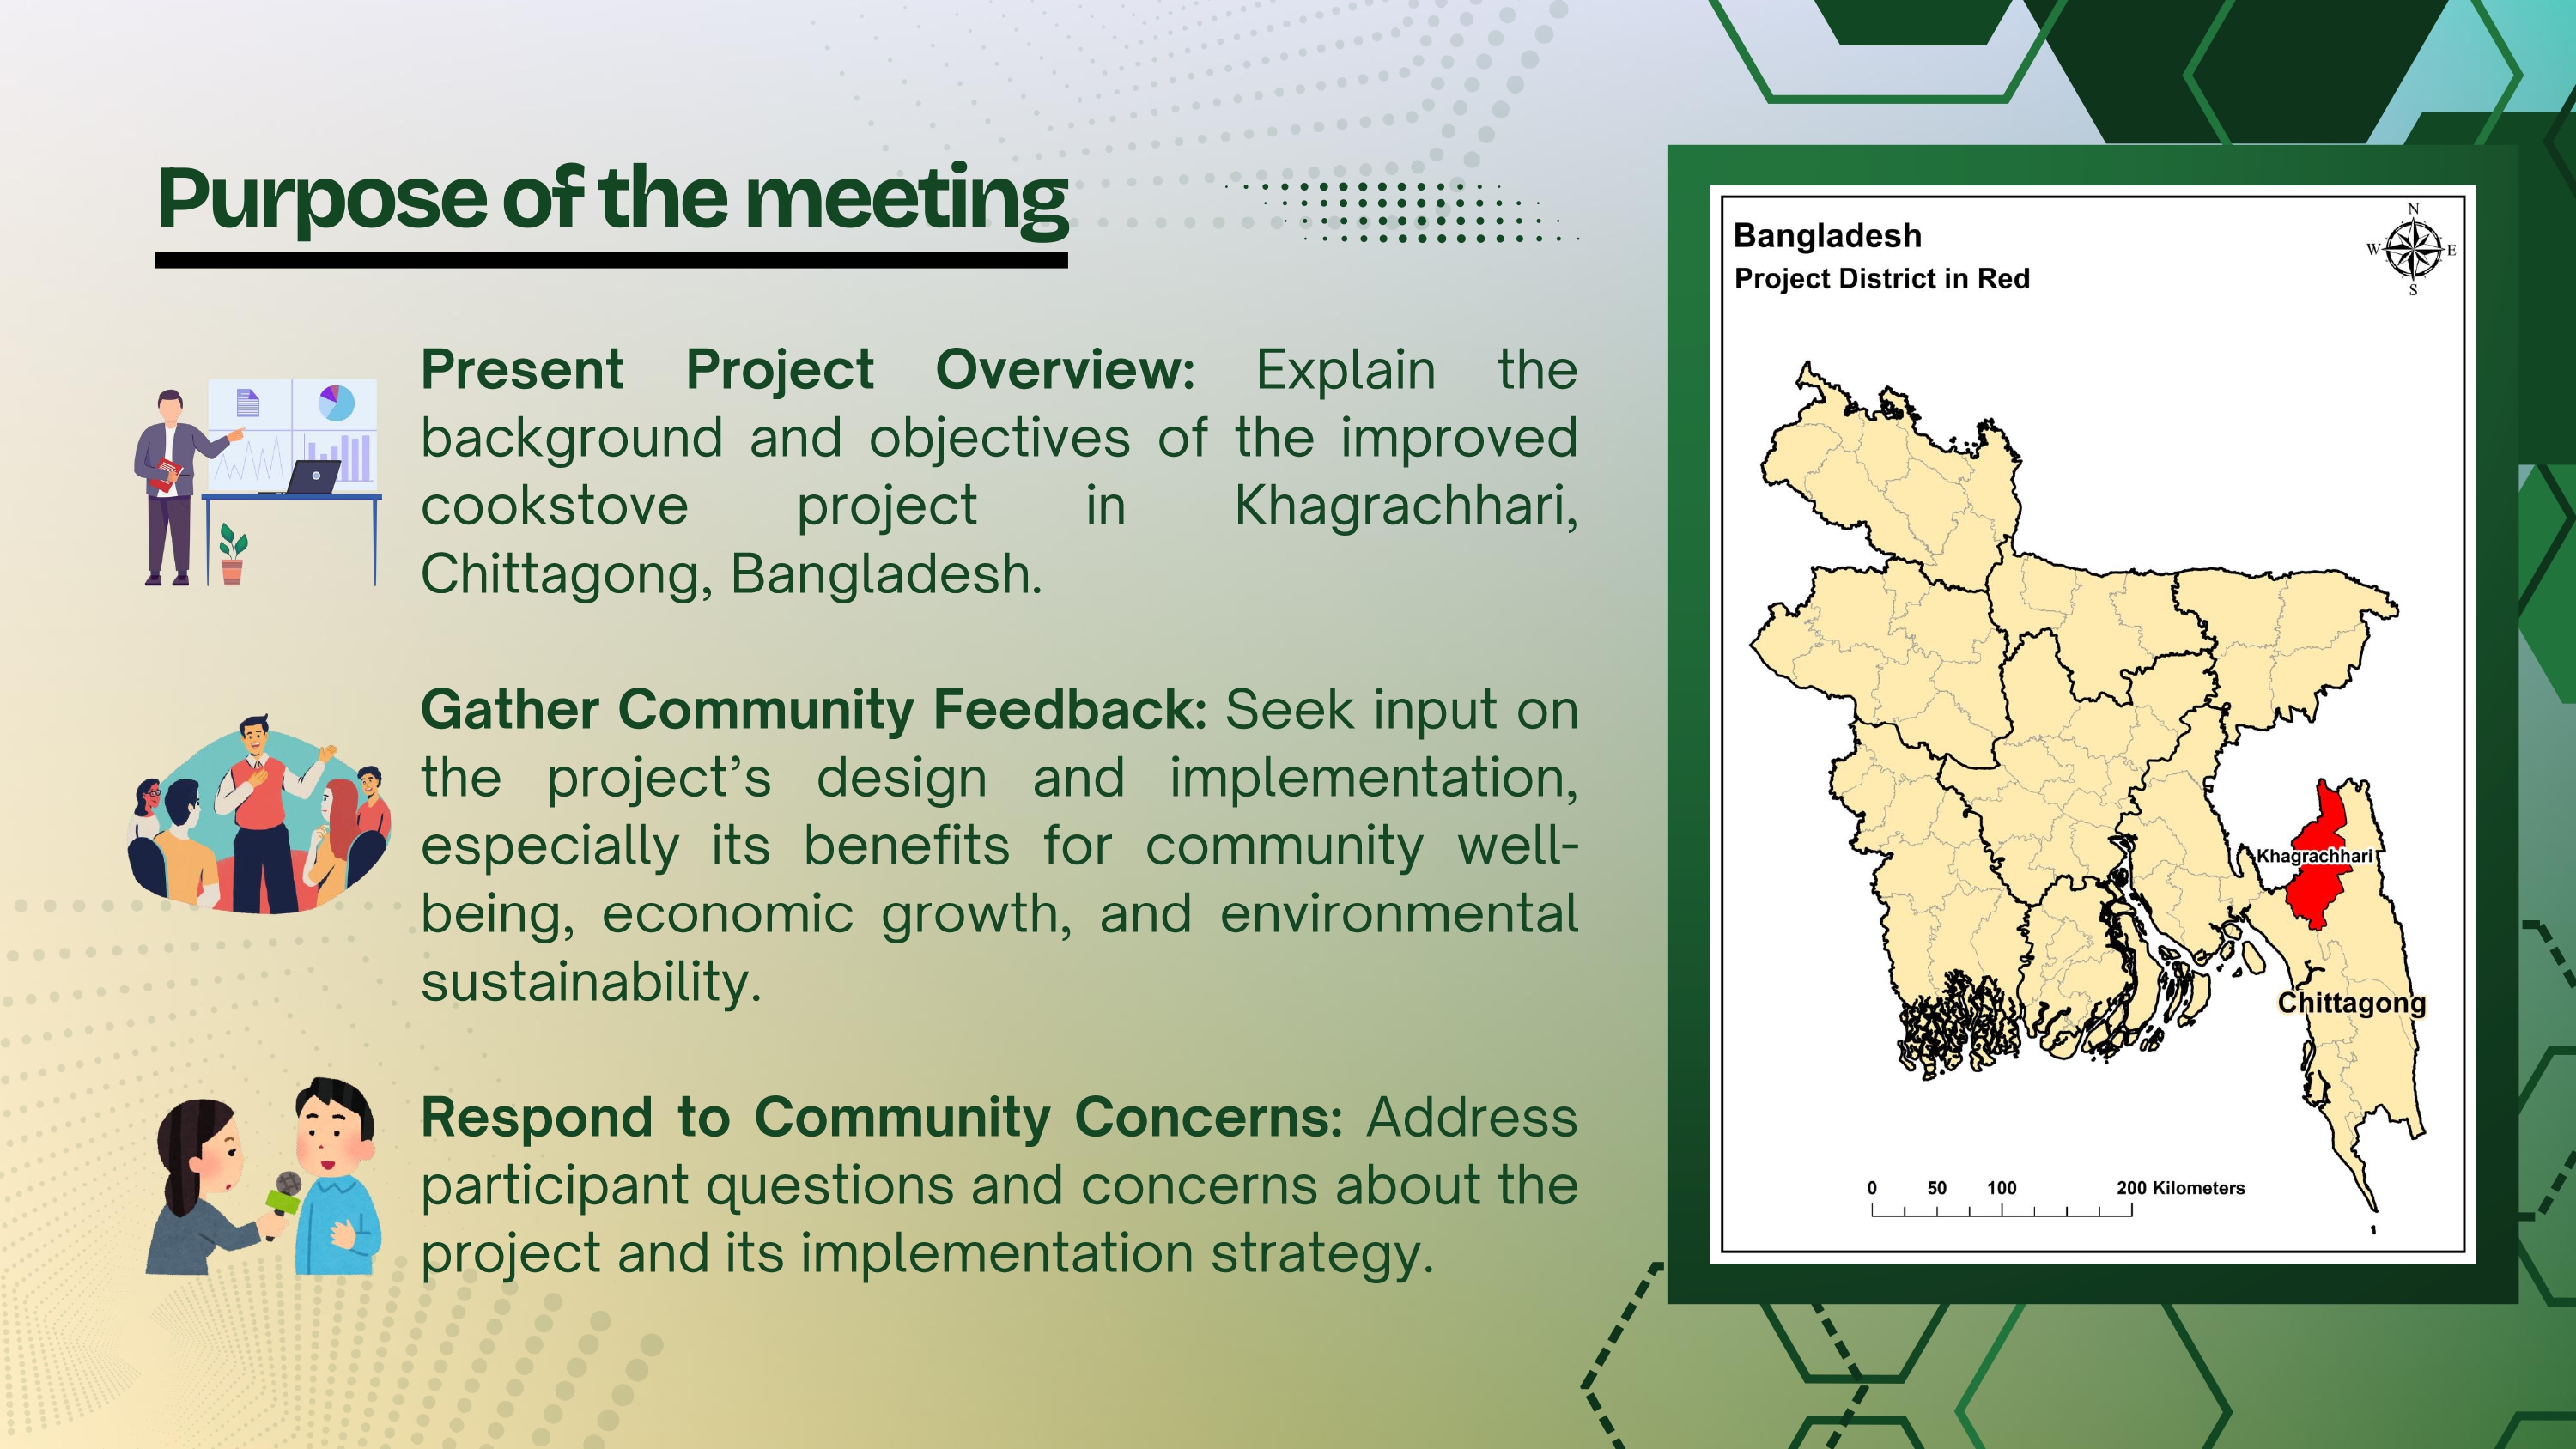 Purpose of the meeting
Present Project Overview: Explain the
background and objectives of the improved
cookstove project in Khagrachhari,
Chittagong, Bangladesh.
Gather Community Feedback: Seek input on
the project’s design and implementation,
especially its benefits for community well-
being, economic growth, and environmental
sustainability.
Respond to Community Concerns: Address
participant questions and concerns about the
project and its implementation strategy.
Bangladesh
Project District in Red
N
W E
S
Khagrachhari
Chittagong
0 50 100 200 Kilometers